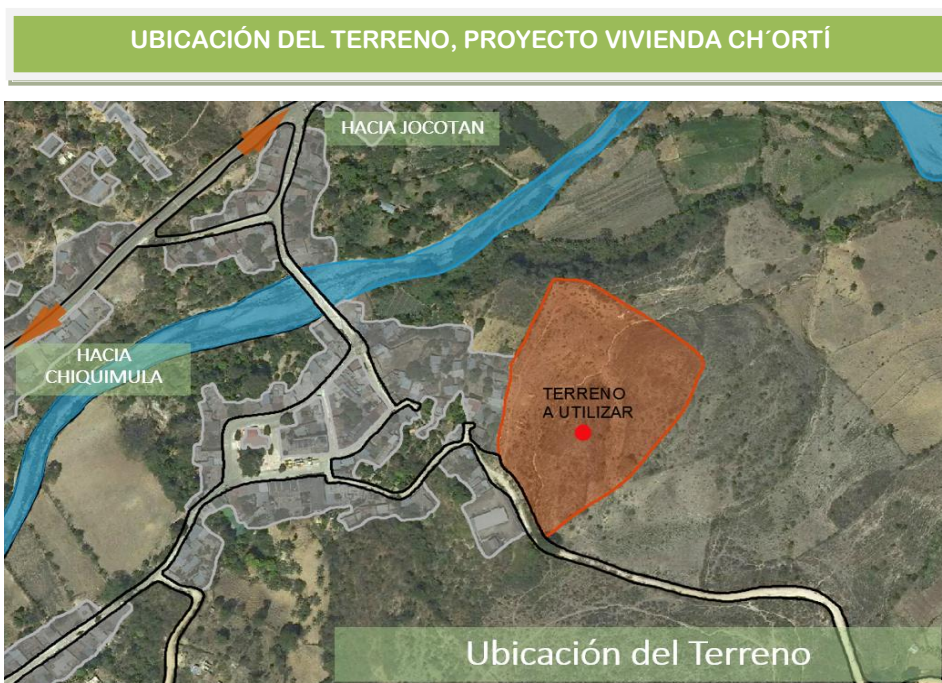 UBICACIÓN DEL TERRENO, PROYECTO VIVIENDA CH´ORTÍ
HACIA JOCOTAN
HACIA
CHIQUIMULA
TERRENO
A UTILIZAR
Ubicación del Terreno